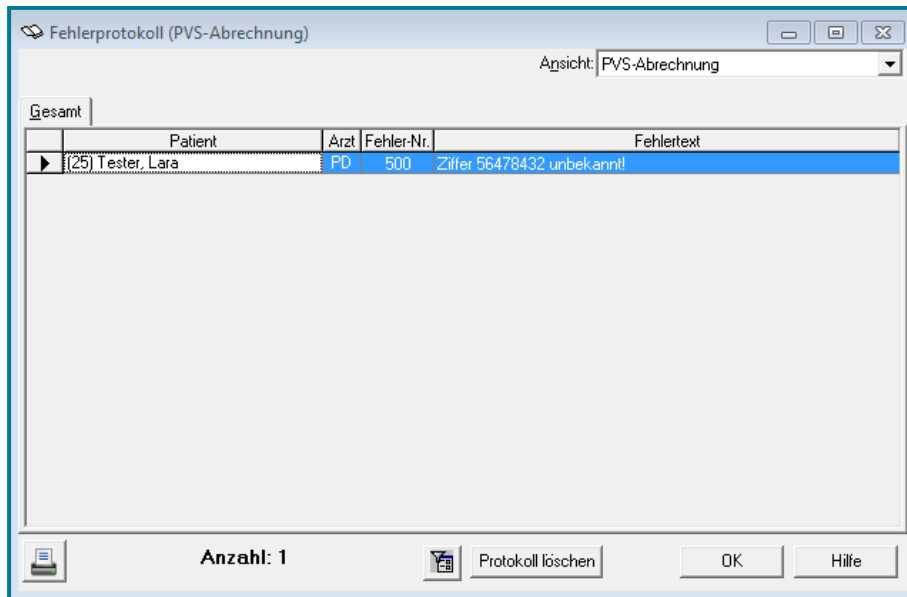 Fehlerprotokoll (PVS-Abrechnung)
Ansicht: PVS-Abrechnung
Gesamt
Patient Arzt Fehler-Nr. Fehlertext
(25) Tester, Lara PD 500 Ziffer 56478432 unbekannt!
Anzahl: 1 Protokoll löschen OK Hilfe